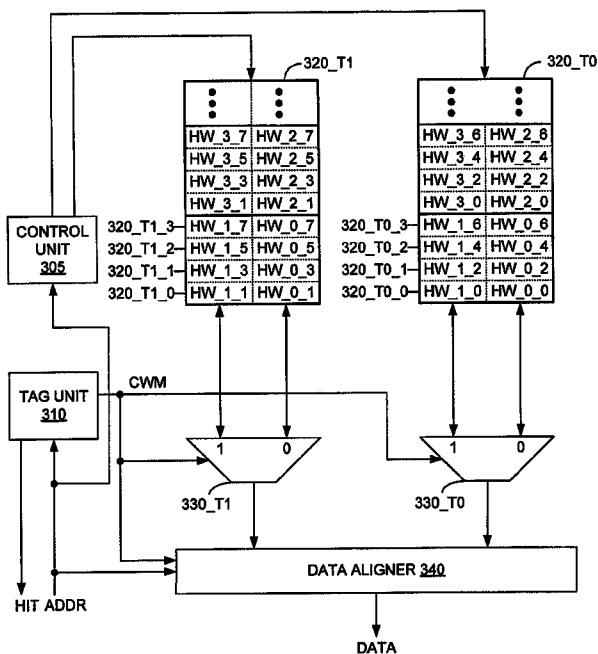 320_T1
320_T0
HW_3_7 HW_2_7
HW_3_5 HW_2_5
HW_3_3 HW_2_3
HW_3_1 HW_2_1
320_T1_3 HW_1_7 HW_0_7
320_T1_2 HW_1_5 HW_0_5
320_T1_1 HW_1_3 HW_0_3
320_T1_0 HW_1_1 HW_0_1
HW_3_6 HW_2_6
HW_3_4 HW_2_4
HW_3_2 HW_2_2
HW_3_0 HW_2_0
320_T0_3 HW_1_6 HW_0_6
320_T0_2 HW_1_4 HW_0_4
320_T0_1 HW_1_2 HW_0_2
320_T0_0 HW_1_0 HW_0_0
CONTROL
UNIT
305
TAG UNIT
310
CWM
1 0
330_T1
1 0
330_T0
DATA ALIGNER 340
HIT ADDR
DATA